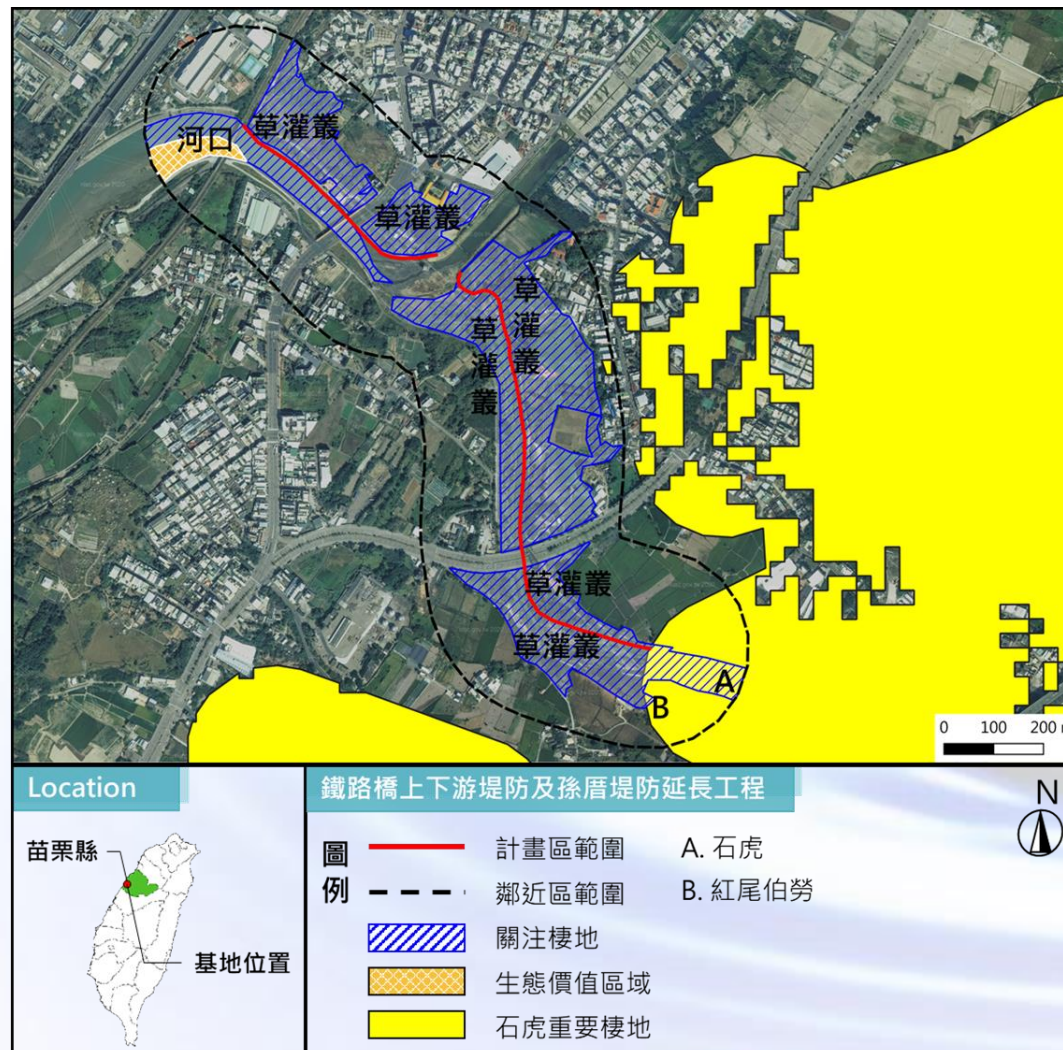 河口
草灌叢
草灌叢
草灌叢
草灌叢
草灌叢
草灌叢
A
B
0 100 200 m
Location
苗栗縣
基地位置
鐵路橋上下游堤防及孫厝堤防延長工程
N
圖例
計畫區範圍
A. 石虎
鄰近區範圍
B. 紅尾伯勞
關注棲地
生態價值區域
石虎重要棲地